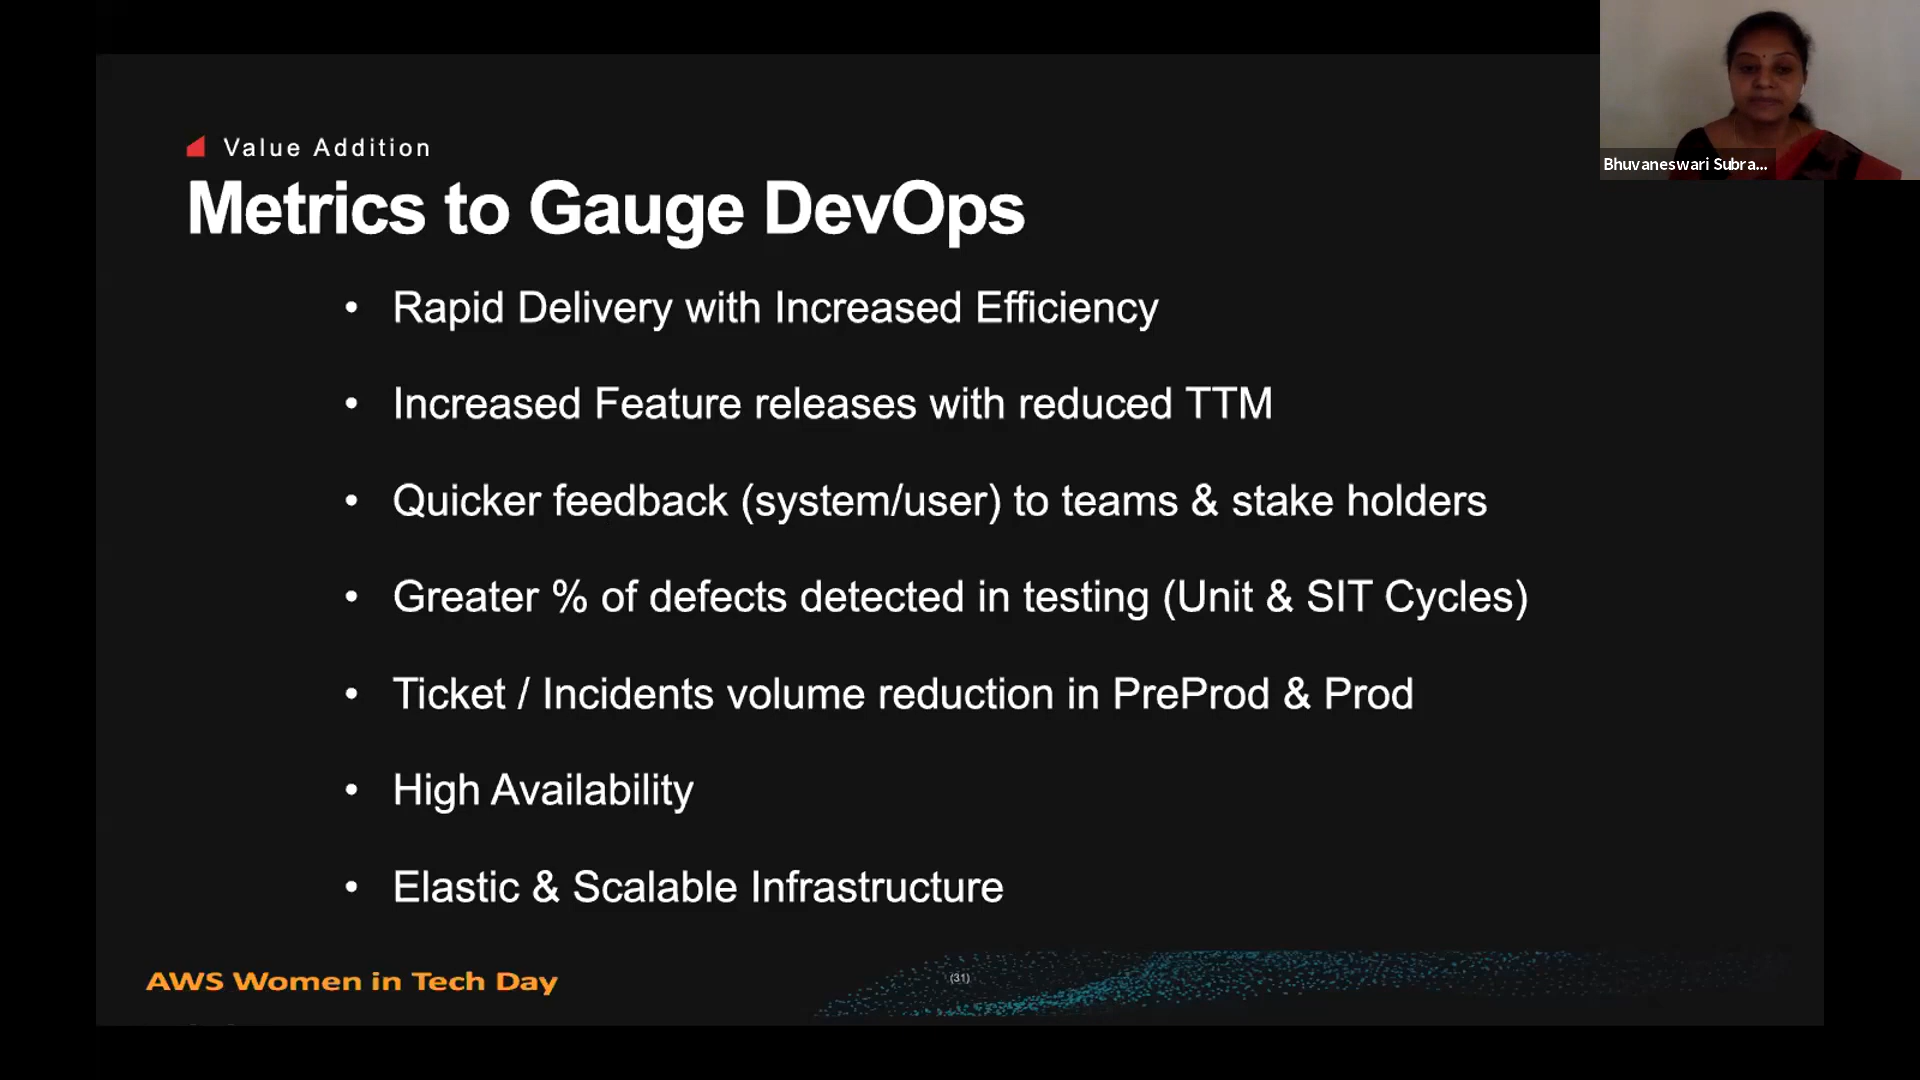 Value Addition
Metrics to Gauge DevOps
• Rapid Delivery with Increased Efficiency
• Increased Feature releases with reduced TTM
• Quicker feedback (system/user) to teams & stake holders
• Greater % of defects detected in testing (Unit & SIT Cycles)
• Ticket / Incidents volume reduction in PreProd & Prod
• High Availability
• Elastic & Scalable Infrastructure
AWS Women in Tech Day
(31)
Bhuvaneswari Subra...